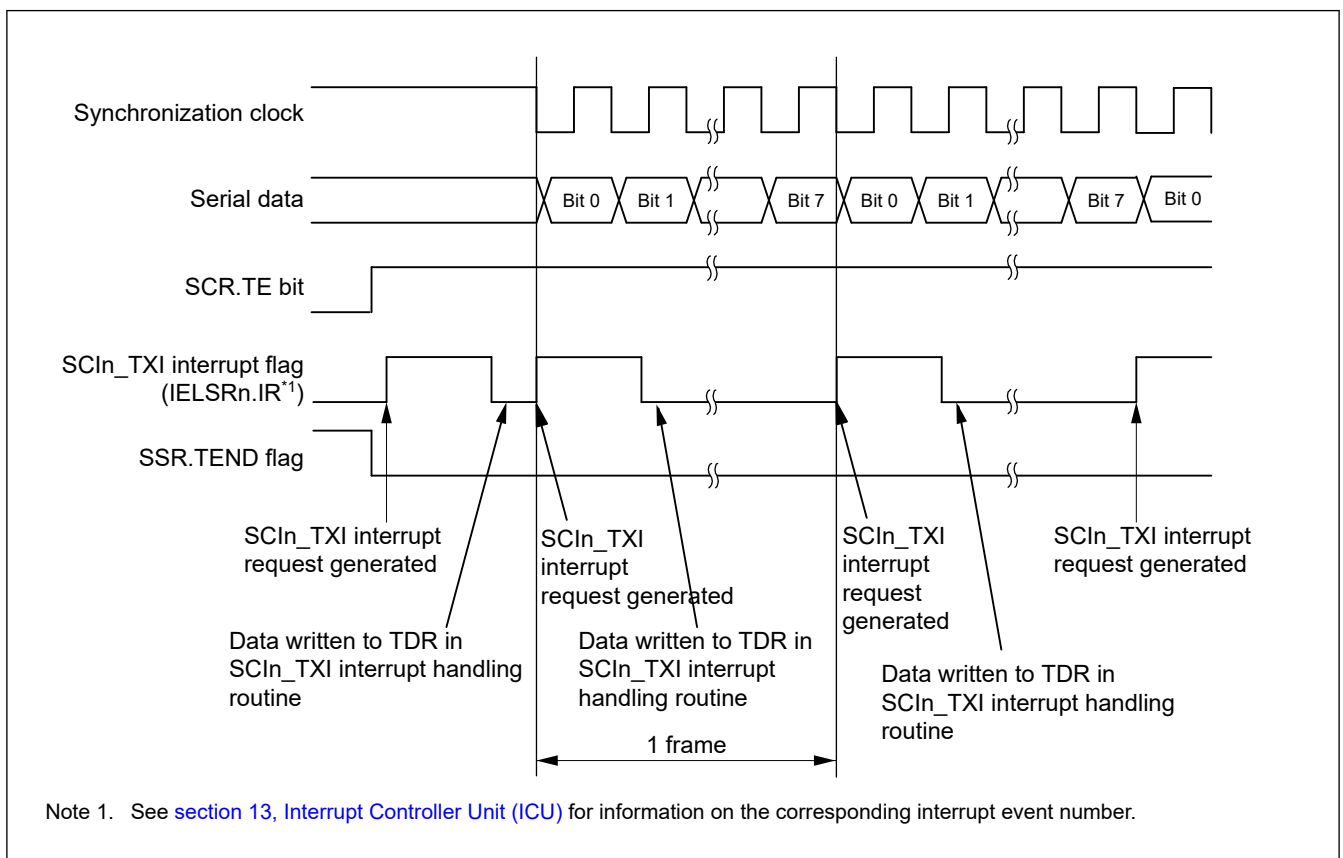 Synchronization clock
Serial data
Bit 0 Bit 1 Bit 7 Bit 0 Bit 1 Bit 7 Bit 0
SCR.TE bit
SCIn_TXI interrupt flag
(IELSRn.IR*1)
SSR.TEND flag
SCIn_TXI interrupt
request generated
SCIn_TXI
interrupt
request generated
SCIn_TXI
interrupt
request
generated
SCIn_TXI interrupt
request generated
Data written to TDR in
SCIn_TXI interrupt handling
routine
Data written to TDR in
SCIn_TXI interrupt
handling routine
Data written to TDR in
SCIn_TXI interrupt handling
routine
1 frame
Note 1. See section 13, Interrupt Controller Unit (ICU) for information on the corresponding interrupt event number.